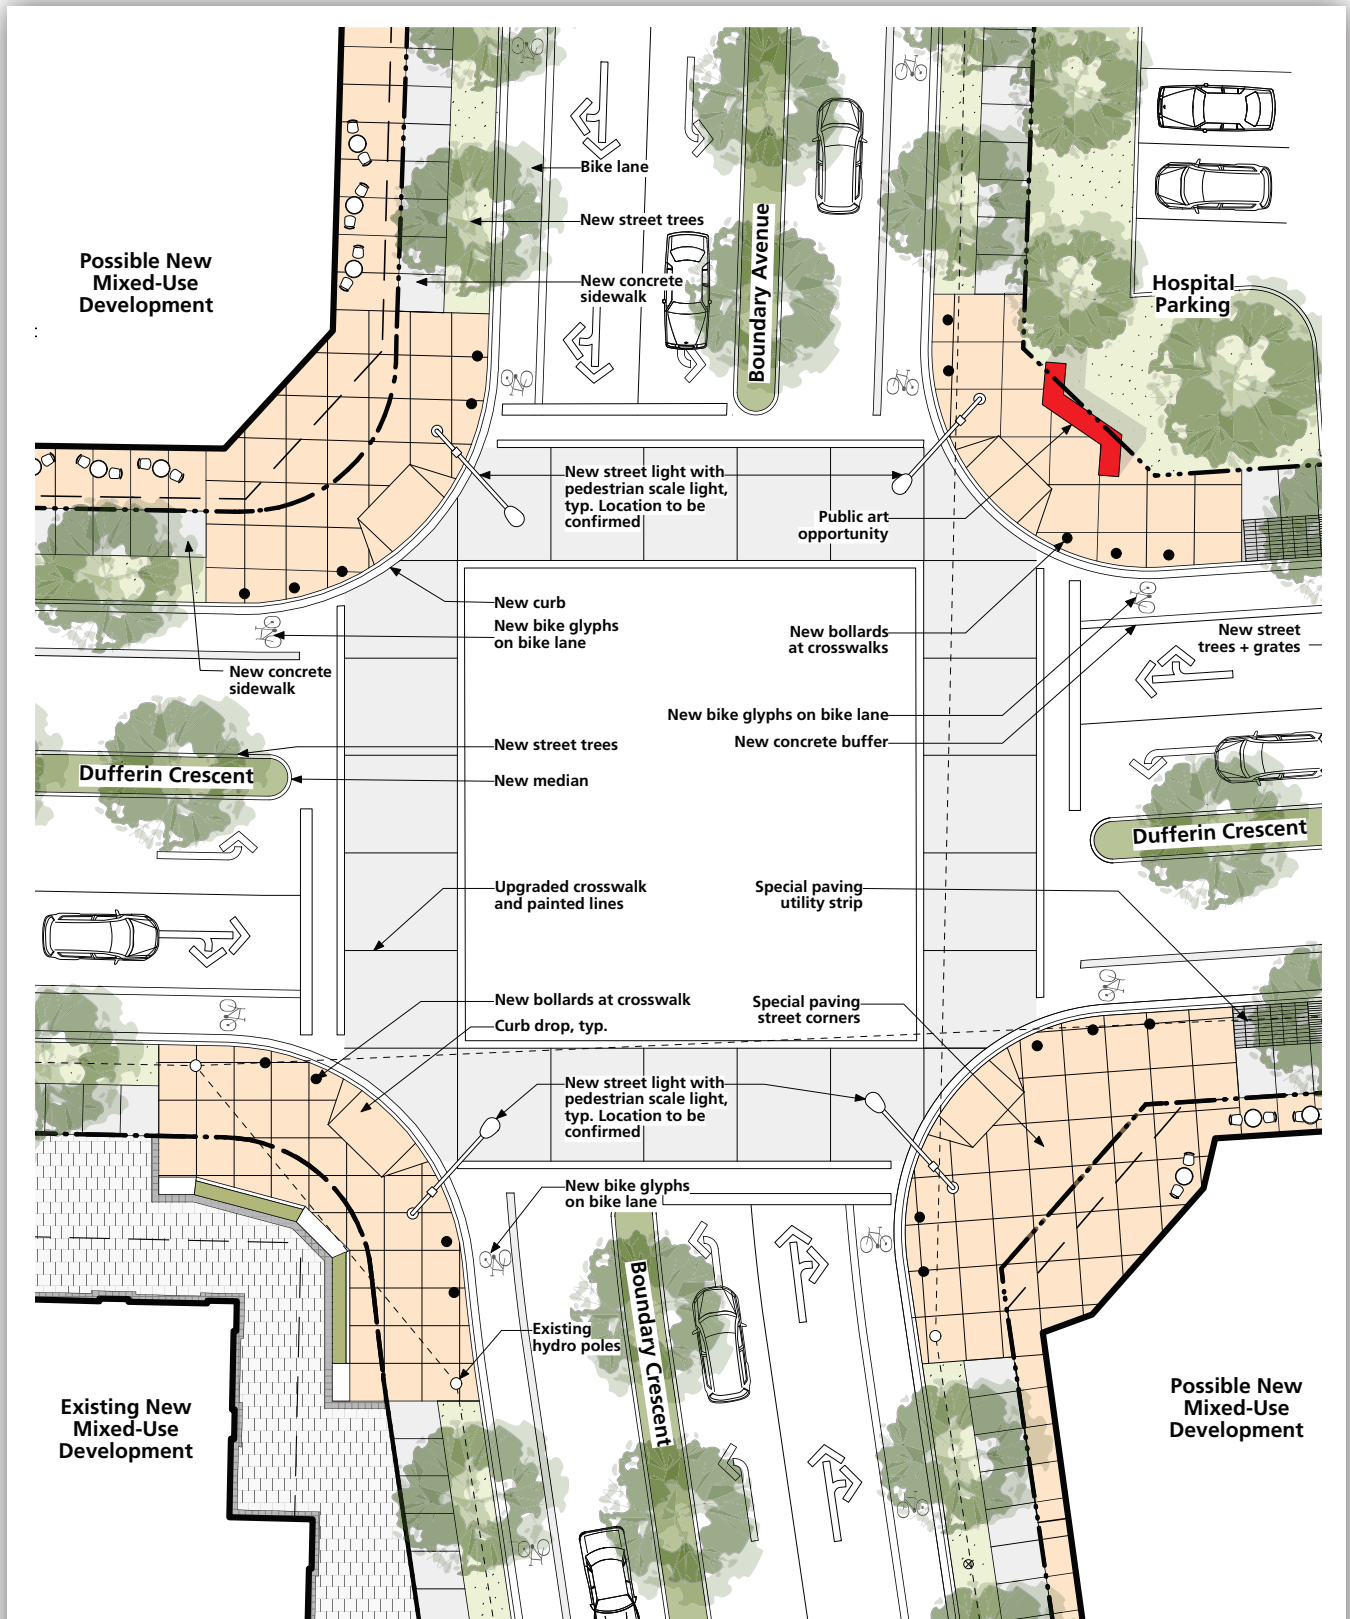 Bike lane
New street trees
New concrete
sidewalk
Boundary Avenue
Possible New
Mixed-Use
Development
Hospital
Parking
New street light with
pedestrian scale light,
typ. Location to be
confirmed
Public art
opportunity
New curb
New bike glyphs
on bike lane
New concrete
sidewalk
New bollards
at crosswalks
New street
trees + grates
New bike glyphs on bike lane
New concrete buffer
New street trees
New median
Dufferin Crescent
Dufferin Crescent
Upgraded crosswalk
and painted lines
Special paving
utility strip
New bollards at crosswalk
Curb drop, typ.
Special paving
street corners
New street light with
pedestrian scale light,
typ. Location to be
confirmed
New bike glyphs
on bike lane
Boundary Crescent
Existing
hydro poles
Existing New
Mixed-Use
Development
Possible New
Mixed-Use
Development